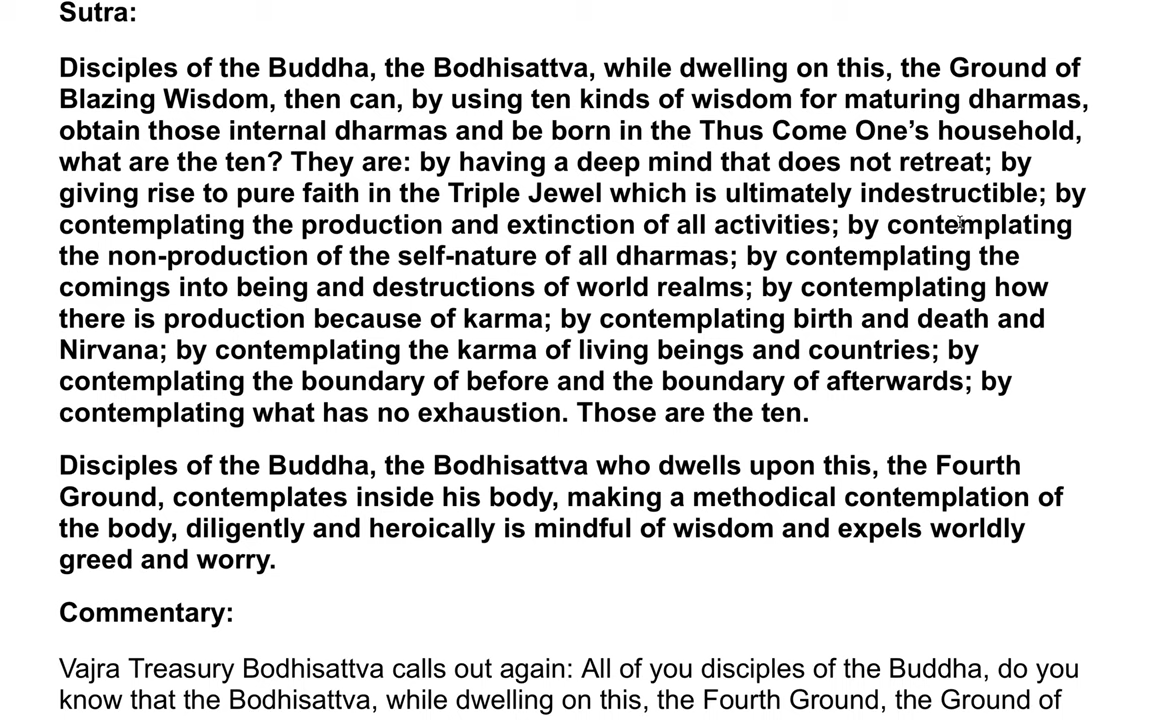 Sutra:
Disciples of the Buddha, the Bodhisattva, while dwelling on this, the Ground of
Blazing Wisdom, then can, by using ten kinds of wisdom for maturing dharmas,
obtain those internal dharmas and be born in the Thus Come One’s household,
what are the ten? They are: by having a deep mind that does not retreat; by
giving rise to pure faith in the Triple Jewel which is ultimately indestructible; by
contemplating the production and extinction of all activities; by contemplating
the non-production of the self-nature of all dharmas; by contemplating the
comings into being and destructions of world realms; by contemplating how
there is production because of karma; by contemplating birth and death and
Nirvana; by contemplating the karma of living beings and countries; by
contemplating the boundary of before and the boundary of afterwards; by
contemplating what has no exhaustion. Those are the ten.
Disciples of the Buddha, the Bodhisattva who dwells upon this, the Fourth
Ground, contemplates inside his body, making a methodical contemplation of
the body, diligently and heroically is mindful of wisdom and expels worldly
greed and worry.
Commentary:
Vajra Treasury Bodhisattva calls out again: All of you disciples of the Buddha, do you
know that the Bodhisattva, while dwelling on this, the Fourth Ground, the Ground of